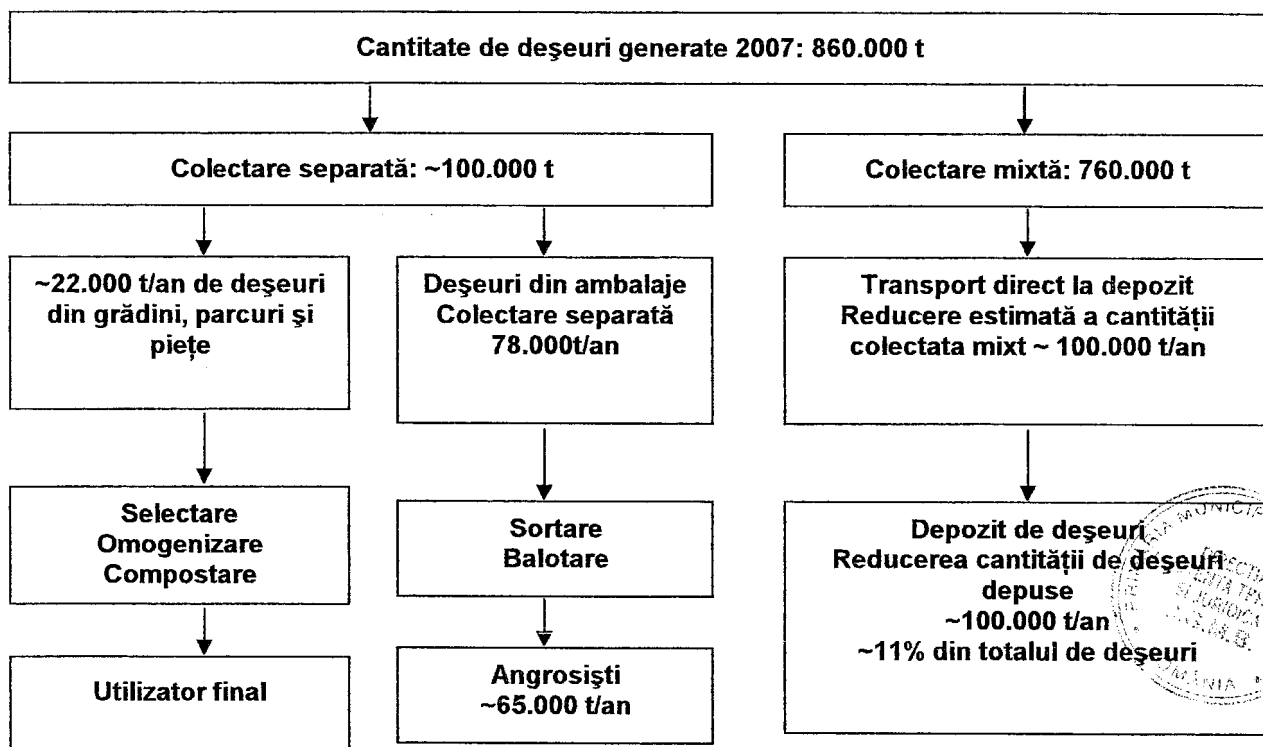 Cantitate de deşeuri generate 2007: 860.000 t
Colectare separată: ~100.000 t
Colectare mixtă: 760.000 t
~22.000 t/an de deşeuri
din grădini, parcuri şi
pieţe
Deşeuri din ambalaje
Colectare separată
78.000t/an
Transport direct la depozit
Reducere estimată a cantităţii
colectata mixt ~ 100.000 t/an
Selectare
Omogenizare
Compostare
Sortare
Balotare
Depozit de deşeuri
Reducerea cantităţii de deşeuri
depuse
~100.000 t/an
~11% din totalul de deşeuri
Utilizator final
Angrosişti
~65.000 t/an